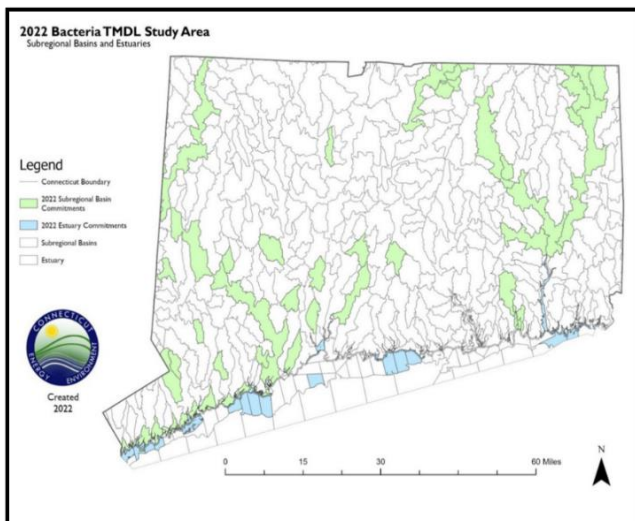 2022 Bacteria TMDL Study Area
Subregional Basins and Estuaries
Legend
Connecticut Boundary
2022 Subregional Basin
Commitments
2022 Estuary Commitments
Subregional Basins
Estuary
CONNECTICUT
ENERGY ENVIRONMENT
Created
2022
0 15 30 60 Miles
N